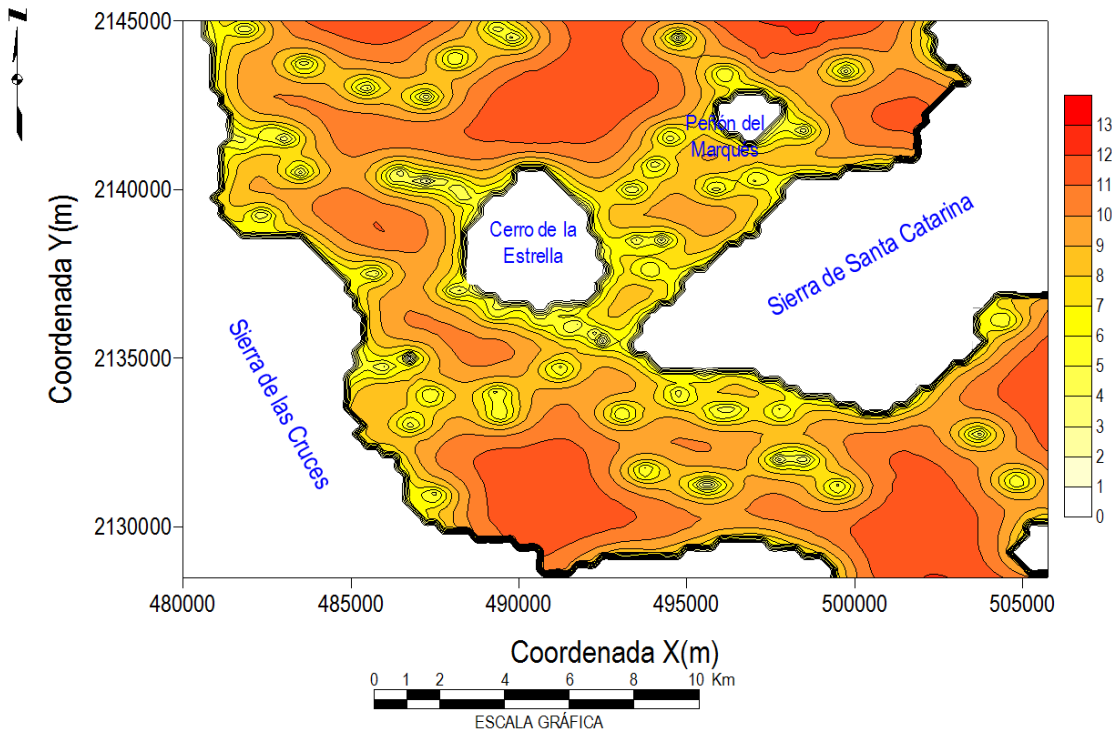 N
2145000
2140000
2135000
2130000
Coordenada Y(m)
480000
485000
490000
495000
500000
505000
Coordenada X(m)
Peñón del
Marques
Cerro de la
Estrella
Sierra de Santa Catarina
Sierra de las Cruces
13
12
11
10
9
8
7
6
5
4
3
2
1
0
0 1 2 4 6 8 10 Km
ESCALA GRÁFICA